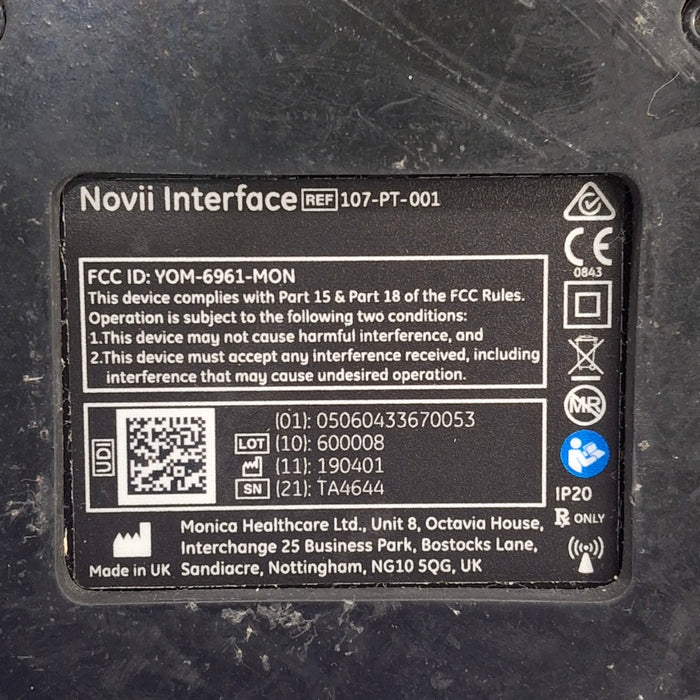 Novii Interface REF 107-PT-001
FCC ID: YOM-6961-MON
This device complies with Part 15 & Part 18 of the FCC Rules.
Operation is subject to the following two conditions:
1.This device may not cause harmful interference, and
2.This device must accept any interference received, including
interference that may cause undesired operation.
CE
0843
MR
UDI
(01): 05060433670053
LOT (10): 600008
(11): 190401
SN (21): TA4644
IP20
Rx ONLY
Made in UK
Monica Healthcare Ltd., Unit 8, Octavia House,
Interchange 25 Business Park, Bostocks Lane,
Sandiacre, Nottingham, NG10 5QG, UK